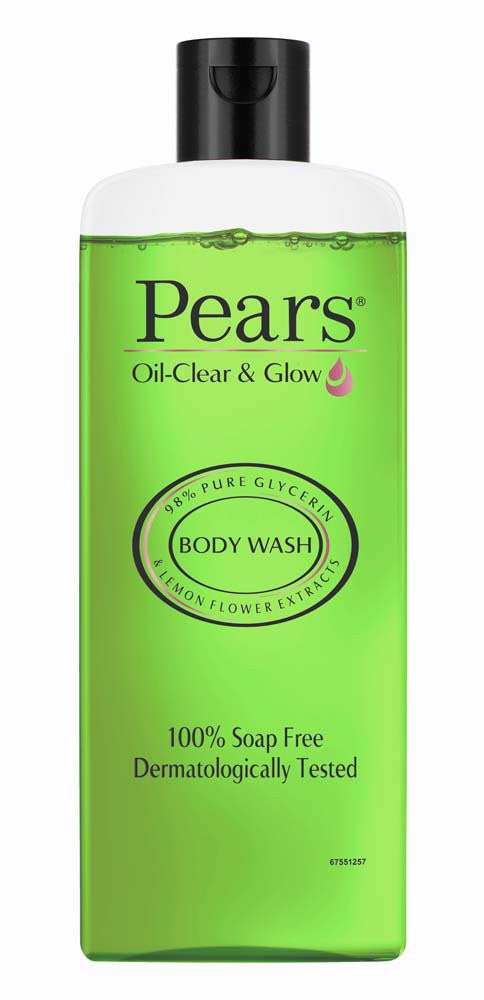 Pears®
Oil-Clear & Glow
98% PURE GLYCERIN
BODY WASH
& LEMON FLOWER EXTRACTS
100% Soap Free
Dermatologically Tested
67551257